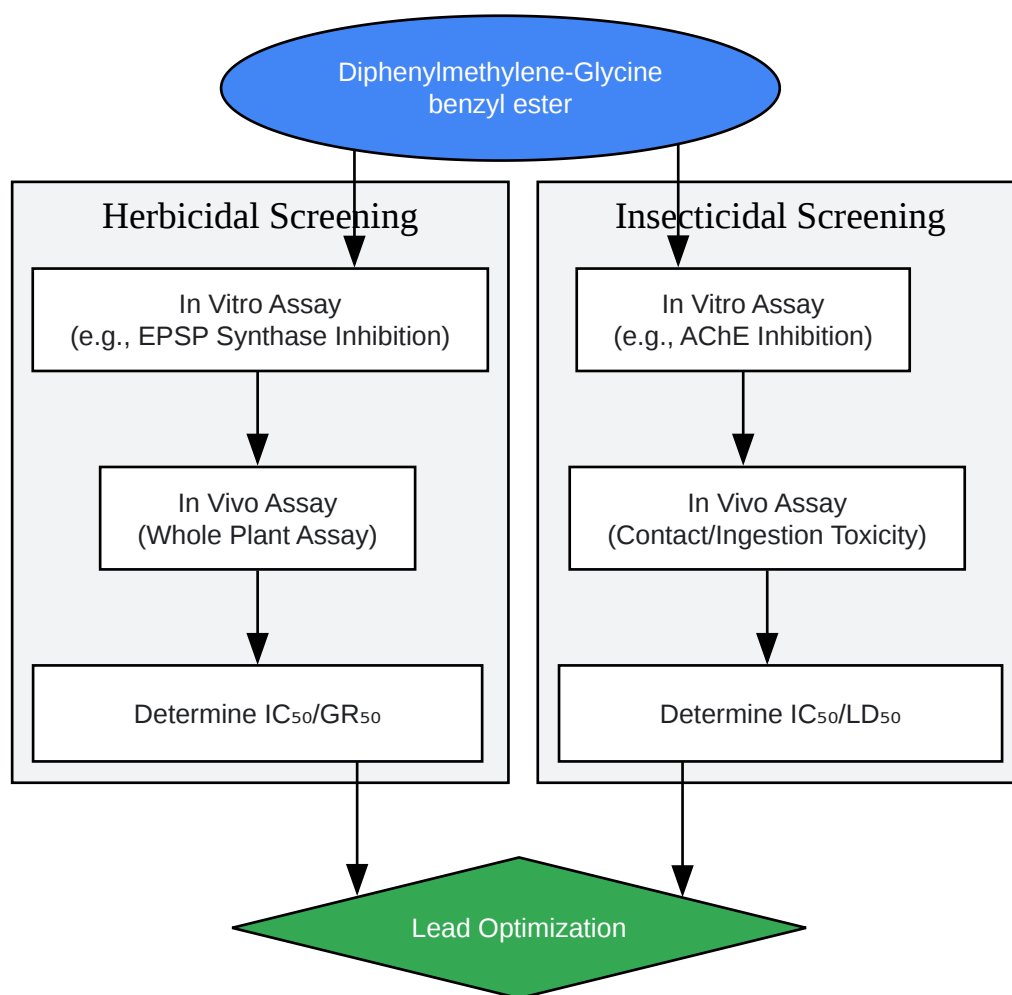 Diphenylmethylene-Glycine
benzyl ester
Herbicidal Screening
In Vitro Assay
(e.g., EPSP Synthase Inhibition)
In Vivo Assay
(Whole Plant Assay)
Determine IC₅₀/GR₅₀
Insecticidal Screening
In Vitro Assay
(e.g., AChE Inhibition)
In Vivo Assay
(Contact/Ingestion Toxicity)
Determine IC₅₀/LD₅₀
Lead Optimization